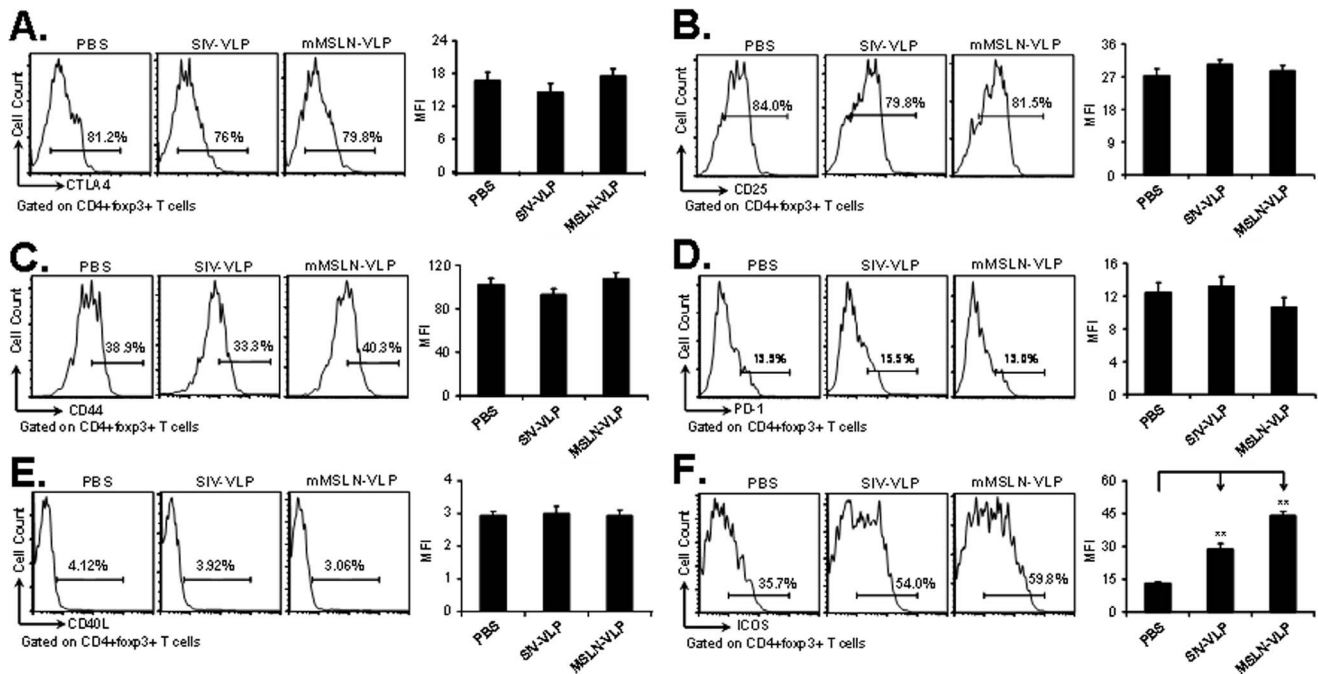 A.
PBS SIV-VLP mMSLN-VLP
Cell Count
81.2% 76% 79.8%
CTLA4
Gated on CD4+foxp3+ T cells
MFI
24
18
12
6
0
PBS SIV-VLP MSLN-VLP
B.
PBS SIV-VLP mMSLN-VLP
Cell Count
84.0% 79.8% 81.5%
CD25
Gated on CD4+foxp3+ T cells
MFI
36
27
18
9
0
PBS SIV-VLP MSLN-VLP
C.
PBS SIV-VLP mMSLN-VLP
Cell Count
38.9% 33.3% 40.3%
CD44
Gated on CD4+foxp3+ T cells
MFI
120
80
40
0
PBS SIV-VLP MSLN-VLP
D.
PBS SIV-VLP mMSLN-VLP
Cell Count
15.5% 13.0%
PD-1
Gated on CD4+foxp3+ T cells
MFI
16
12
8
4
0
PBS SIV-VLP MSLN-VLP
E.
PBS SIV-VLP mMSLN-VLP
Cell Count
4.12% 3.92% 3.06%
CD40L
Gated on CD4+foxp3+ T cells
MFI
4
3
2
1
0
PBS SIV-VLP MSLN-VLP
F.
PBS SIV-VLP mMSLN-VLP
Cell Count
35.7% 54.0% 59.8%
ICOS
Gated on CD4+foxp3+ T cells
MFI
60
45
30
15
0
** **
PBS SIV-VLP MSLN-VLP